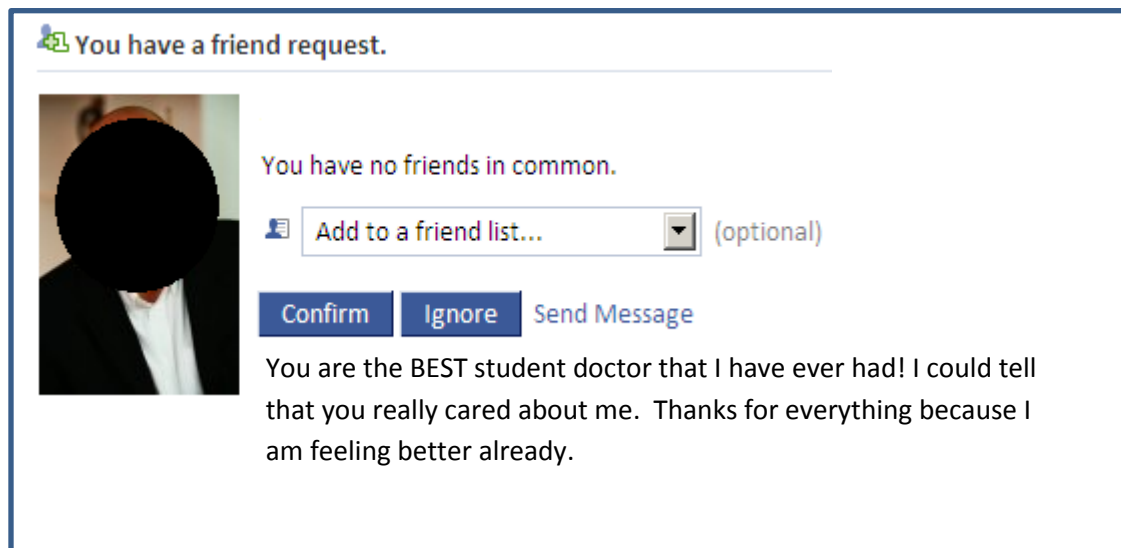 You have a friend request.
You have no friends in common.
Add to a friend list... (optional)
Confirm Ignore Send Message
You are the BEST student doctor that I have ever had! I could tell
that you really cared about me.  Thanks for everything because I
am feeling better already.